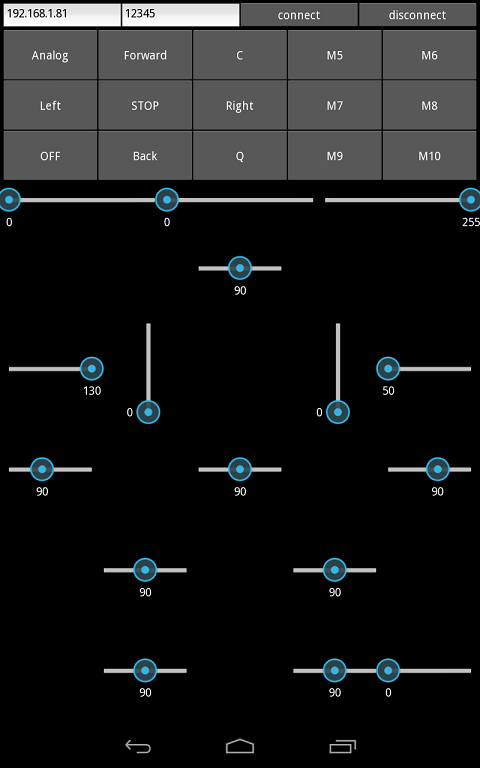 192.168.1.81 12345 connect disconnect
Analog Forward C M5 M6
Left STOP Right M7 M8
OFF Back Q M9 M10
0 0 255
90
130 50
0 0
90 90 90
90 90
90 90 0